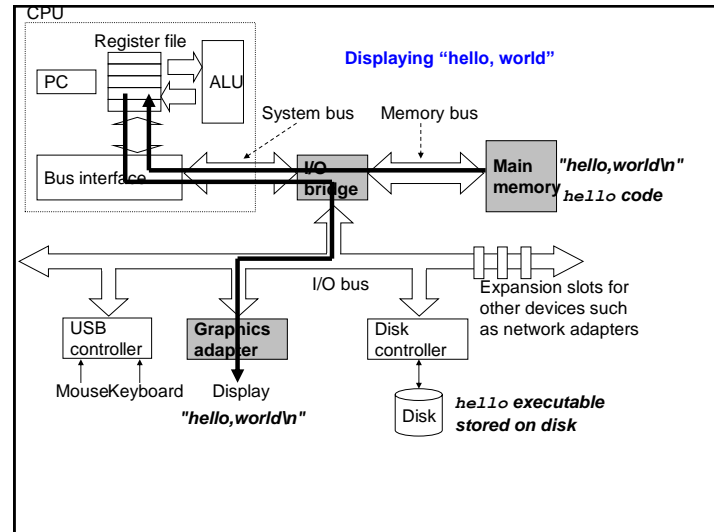 CPU
Register file
PC
ALU
Displaying “hello, world”
System bus
Memory bus
Bus interface
I/O
bridge
Main
memory
"hello,world\n"
hello code
I/O bus
Expansion slots for
other devices such
as network adapters
USB
controller
Graphics
adapter
Disk
controller
Mouse
Keyboard
Display
"hello,world\n"
Disk
hello executable
stored on disk